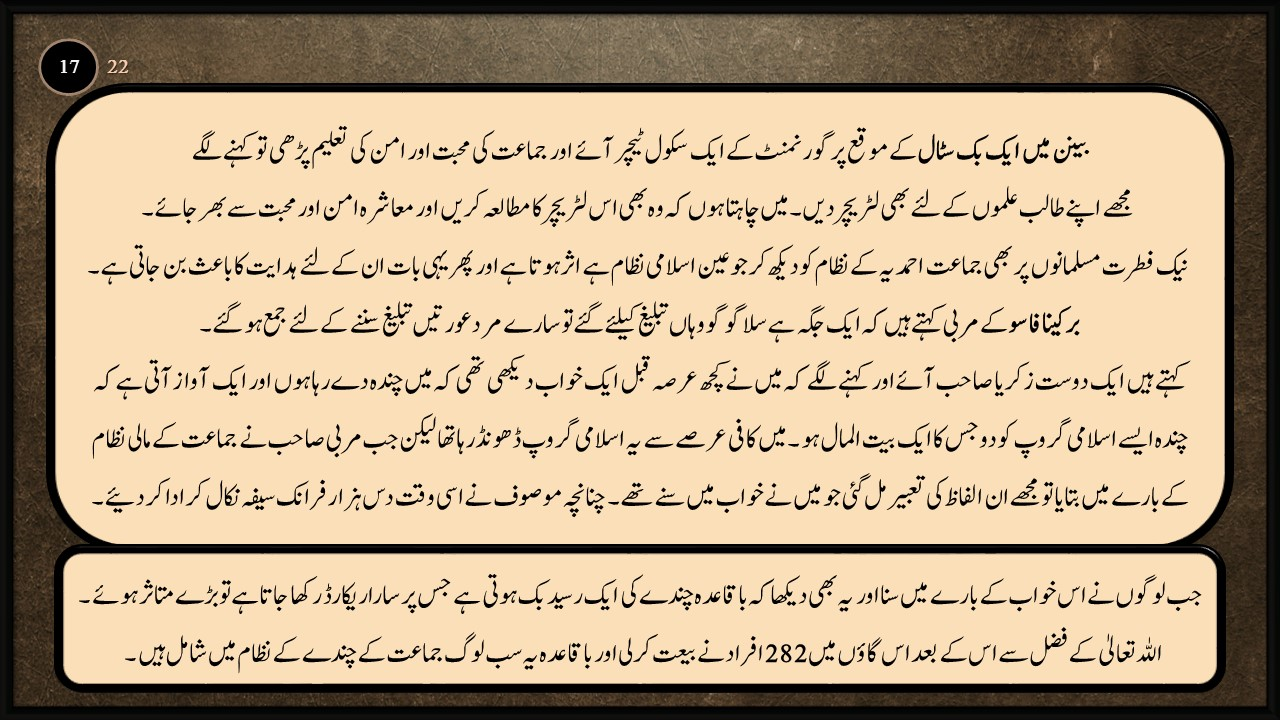 17 22
بینن میں ایک بک سٹال کے موقع پر گورنمنٹ کے ایک سکول ٹیچر آئے اور جماعت کی محبت اور امن کی تعلیم پڑھی تو کہنے لگے
مجھے اپنے طالب علموں کے لئے بھی لٹریچر دیں۔ میں چاہتا ہوں کہ وہ بھی اس لٹریچر کا مطالعہ کریں اور معاشرہ امن اور محبت سے بھر جائے۔
نیک فطرت مسلمانوں پر بھی جماعت احمدیہ کے نظام کو دیکھ کر جو عین اسلامی نظام ہے اثر ہوتا ہے اور پھر یہی بات ان کے لئے ہدایت کا باعث بن جاتی ہے۔
برکینا فاسو کے مربی کہتے ہیں کہ ایک جگہ ہے سلا گو گو وہاں تبلیغ کیلئے گئے تو سارے مرد عورتیں تبلیغ سننے کے لئے جمع ہو گئے۔
کہتے ہیں ایک دوست زکریا صاحب آئے اور کہنے لگے کہ میں نے کچھ عرصہ قبل ایک خواب دیکھی تھی کہ میں چندہ دے رہا ہوں اور ایک آواز آتی ہے کہ
چندہ ایسے اسلامی گروپ کو دو جس کا ایک بیت المال ہو۔ میں کافی عرصے سے یہ اسلامی گروپ ڈھونڈ رہا تھا لیکن جب مربی صاحب نے جماعت کے مالی نظام
کے بارے میں بتایا تو مجھے ان الفاظ کی تعبیر مل گئی جو میں نے خواب میں سنے تھے۔ چنانچہ موصوف نے اسی وقت دس ہزار فرانک سیفہ نکال کر ادا کر دیئے۔
جب لوگوں نے اس خواب کے بارے میں سنا اور یہ بھی دیکھا کہ باقاعدہ چندے کی ایک رسید بک ہوتی ہے جس پر سارا ریکارڈ رکھا جاتا ہے تو بڑے متاثر ہوئے۔
اللہ تعالیٰ کے فضل سے اس کے بعد اس گاؤں میں 282 افراد نے بیعت کر لی اور باقاعدہ یہ سب لوگ جماعت کے چندے کے نظام میں شامل ہیں۔